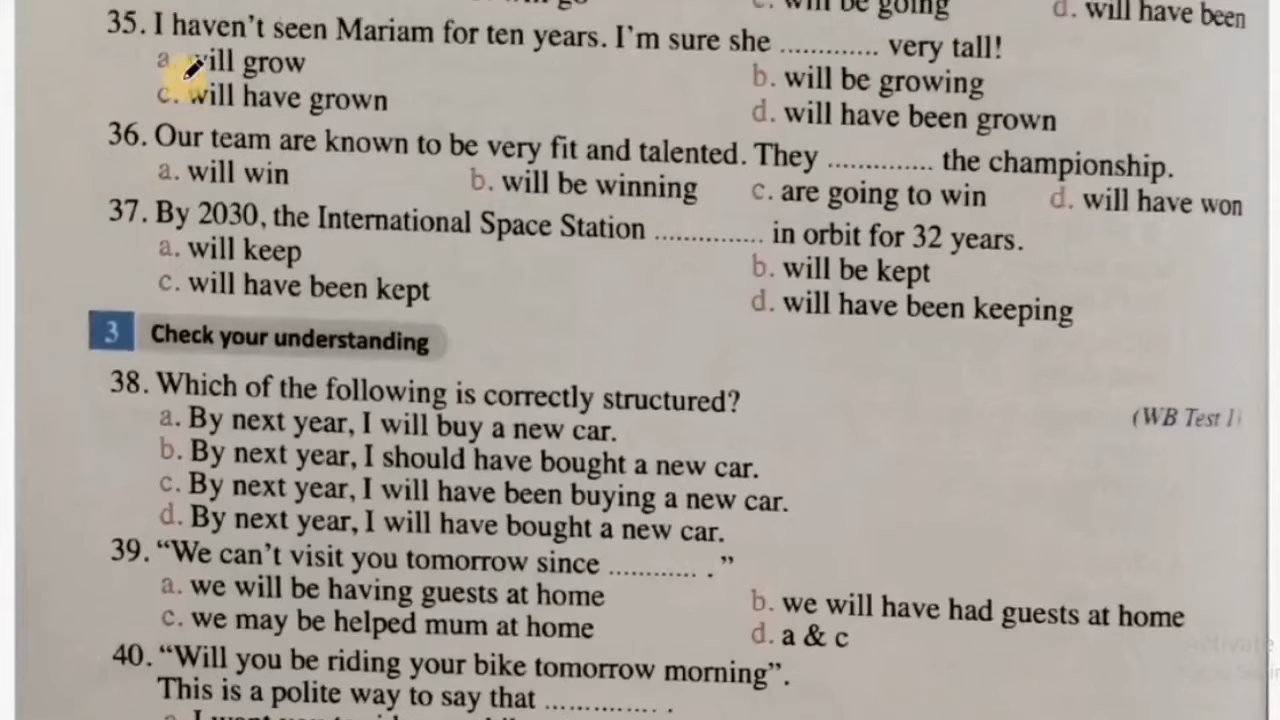 c. will be going d. will have been
35. I haven't seen Mariam for ten years. I'm sure she ............. very tall!
a. will grow b. will be growing
c. will have grown d. will have been grown
36. Our team are known to be very fit and talented. They .............. the championship.
a. will win b. will be winning c. are going to win d. will have won
37. By 2030, the International Space Station .............. in orbit for 32 years.
a. will keep b. will be kept
c. will have been kept d. will have been keeping
3 Check your understanding
38. Which of the following is correctly structured?
(WB Test 1)
a. By next year, I will buy a new car.
b. By next year, I should have bought a new car.
c. By next year, I will have been buying a new car.
d. By next year, I will have bought a new car.
39. “We can't visit you tomorrow since ............ .”
a. we will be having guests at home b. we will have had guests at home
c. we may be helped mum at home d. a & c
40. “Will you be riding your bike tomorrow morning”.
This is a polite way to say that .............. .
Activate